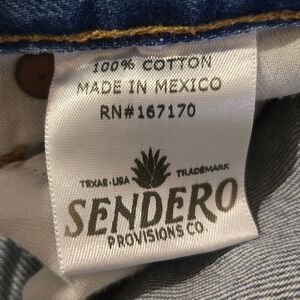 100% COTTON
MADE IN MEXICO
RN#167170
TEXAS·USA TRADEMARK
SENDERO
PROVISIONS CO.